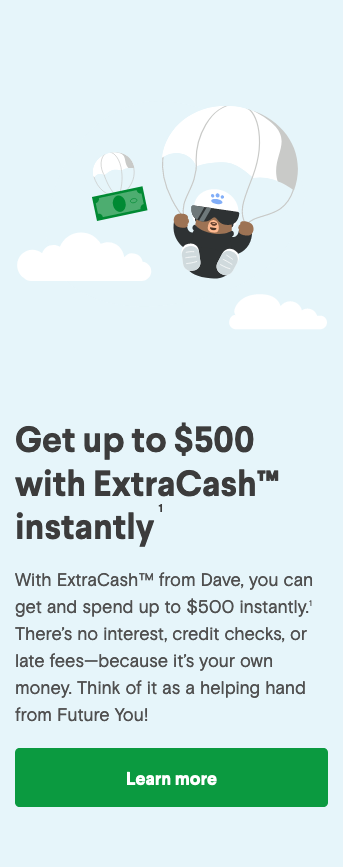 Get up to $500
with ExtraCash™
instantly¹
With ExtraCash™ from Dave, you can
get and spend up to $500 instantly.¹
There’s no interest, credit checks, or
late fees—because it’s your own
money. Think of it as a helping hand
from Future You!
Learn more